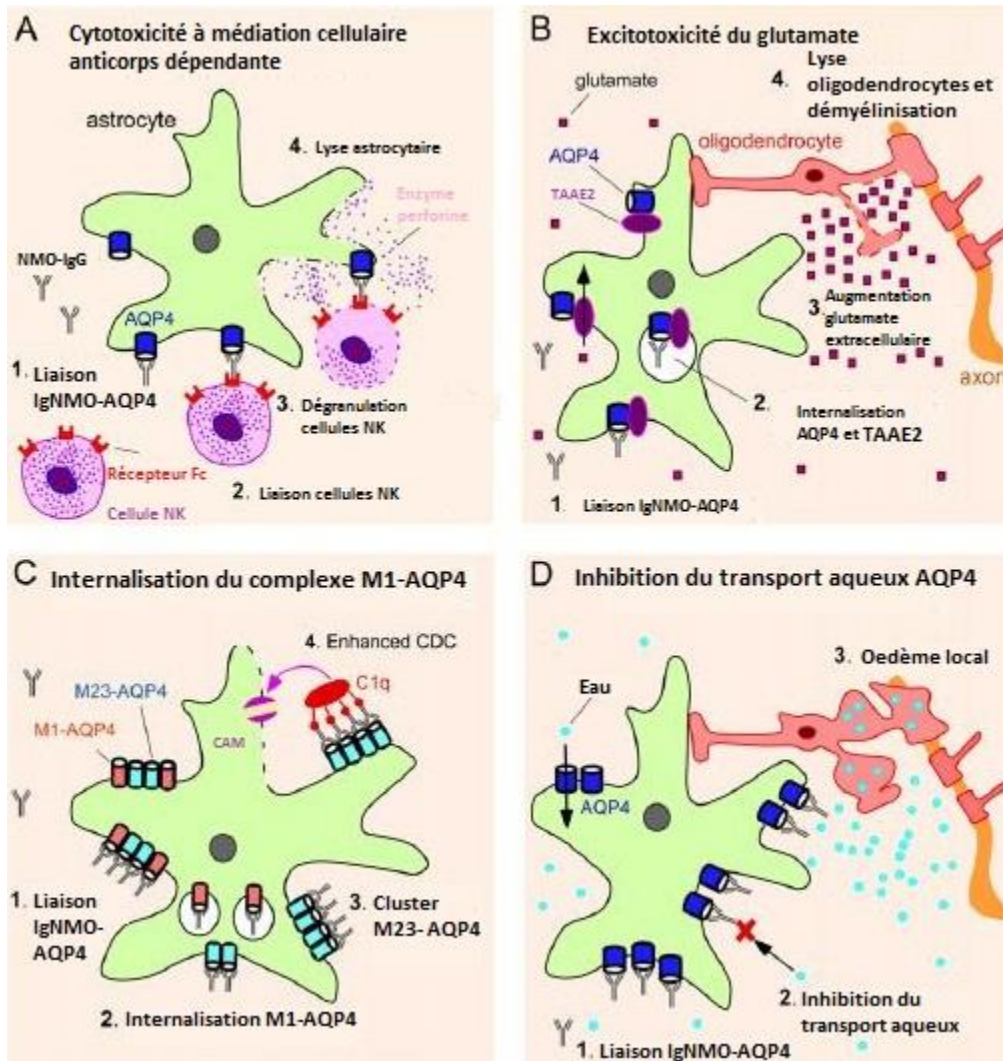 A
Cytotoxicité à médiation cellulaire
anticorps dépendante
astrocyte
4. Lyse astrocytaire
Enzyme
perforine
NMO-IgG
AQP4
1. Liaison
IgNMO-AQP4
3. Dégranulation
cellules NK
Récepteur Fc
2. Liaison cellules NK
Cellule NK
B
Excitotoxicité du glutamate
glutamate
4. Lyse
oligodendrocytes et
démyélinisation
oligodendrocyte
AQP4
TAAE2
3 Augmentation
glutamate
extracellulaire
axon
2.
Internalisation
AQP4 et TAAE2
1 Liaison IgNMO-AQP4
C
Internalisation du complexe M1-AQP4
4. Enhanced CDC
C1q
M23-AQP4
M1-AQP4
CAM
1. Liaison
IgNMO-
AQP4
3. Cluster
M23- AQP4
2. Internalisation M1-AQP4
D
Inhibition du transport aqueux AQP4
3. Oedème local
Eau
AQP4
2. Inhibition du
transport aqueux
1. Liaison IgNMO-AQP4